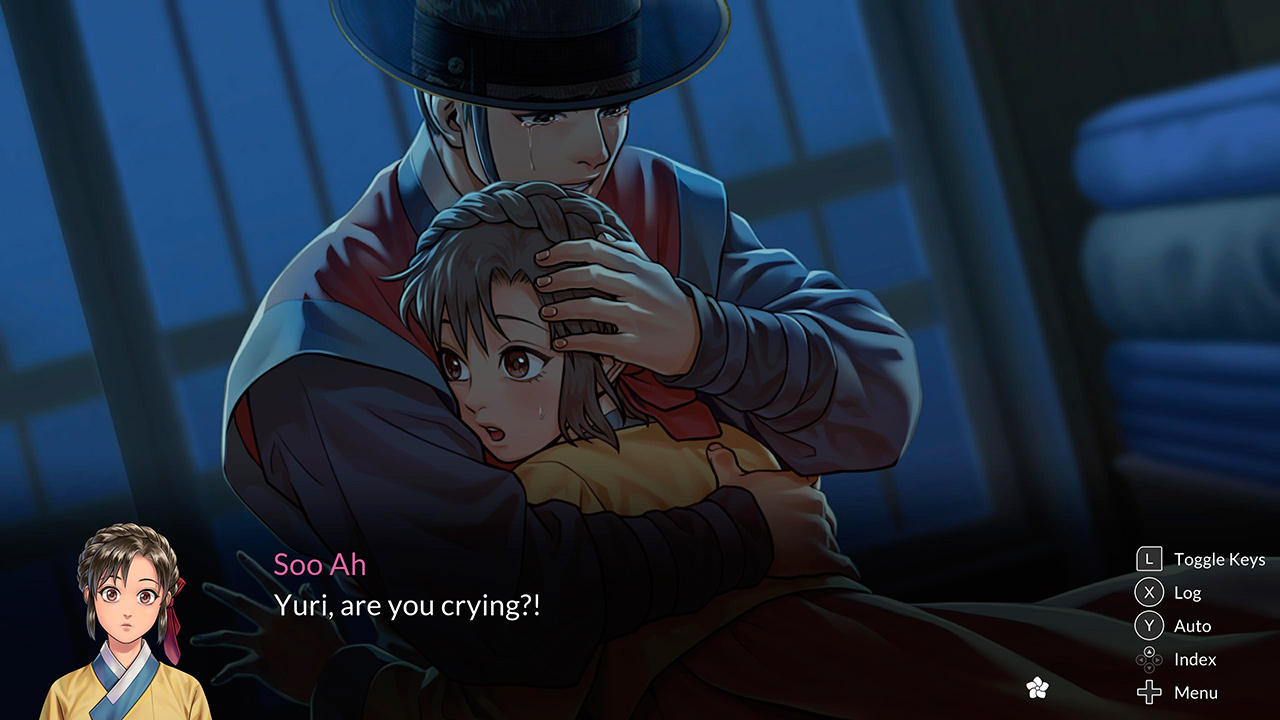 Soo Ah
Yuri, are you crying?!
L Toggle Keys
X Log
Y Auto
Index
Menu